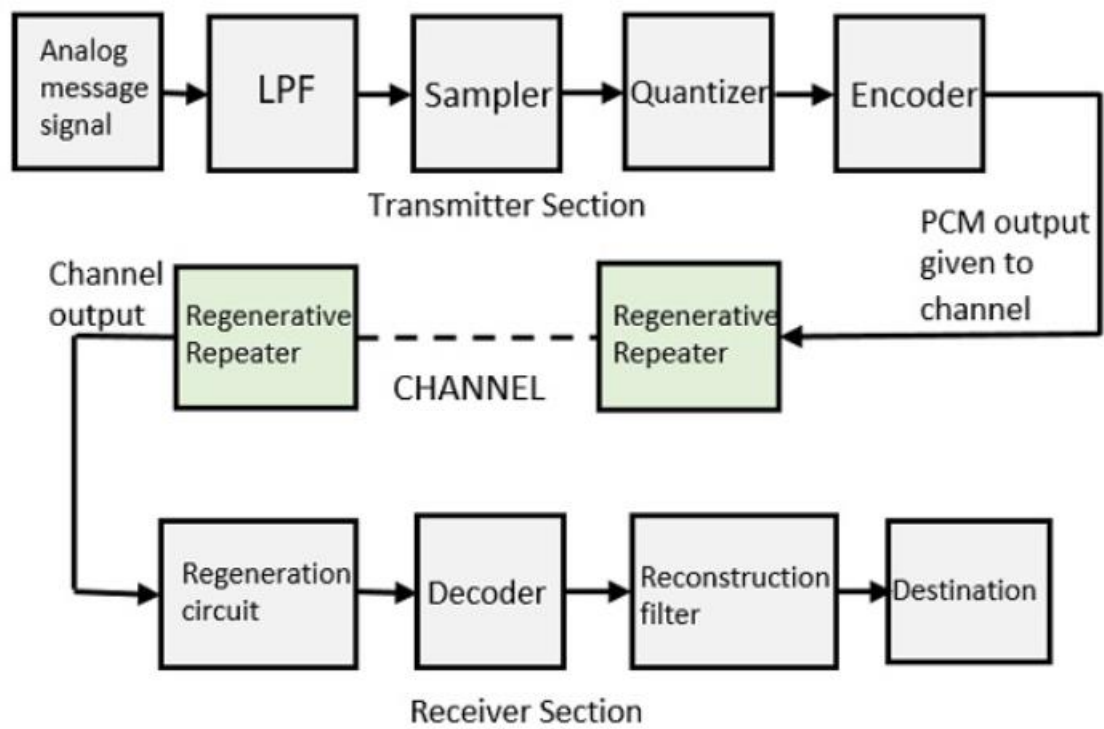 Analog
message
signal
LPF
Sampler
Quantizer
Encoder
Transmitter Section
PCM output
given to
channel
Channel
output
Regenerative
Repeater
CHANNEL
Regenerative
Repeater
Regeneration
circuit
Decoder
Reconstruction
filter
Destination
Receiver Section